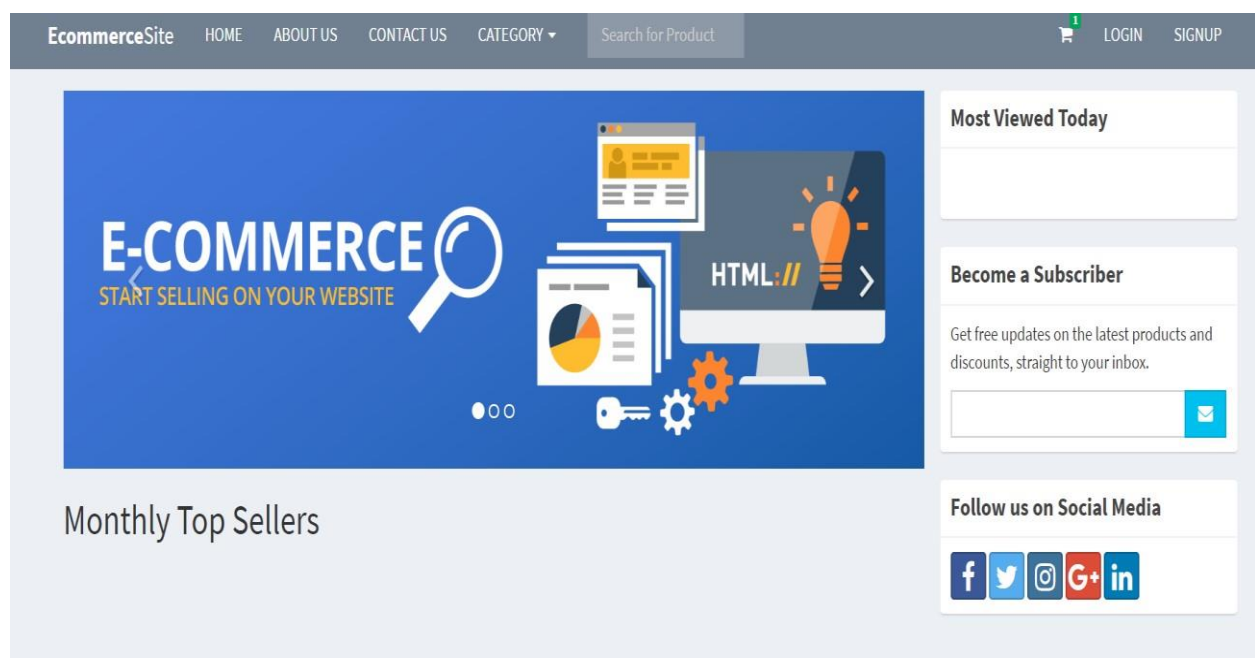 EcommerceSite HOME ABOUT US CONTACT US CATEGORY Search for Product 1 LOGIN SIGNUP
E-COMMERCE
START SELLING ON YOUR WEBSITE
HTML://
Monthly Top Sellers
Most Viewed Today
Become a Subscriber
Get free updates on the latest products and
discounts, straight to your inbox.
Follow us on Social Media
f G+ in